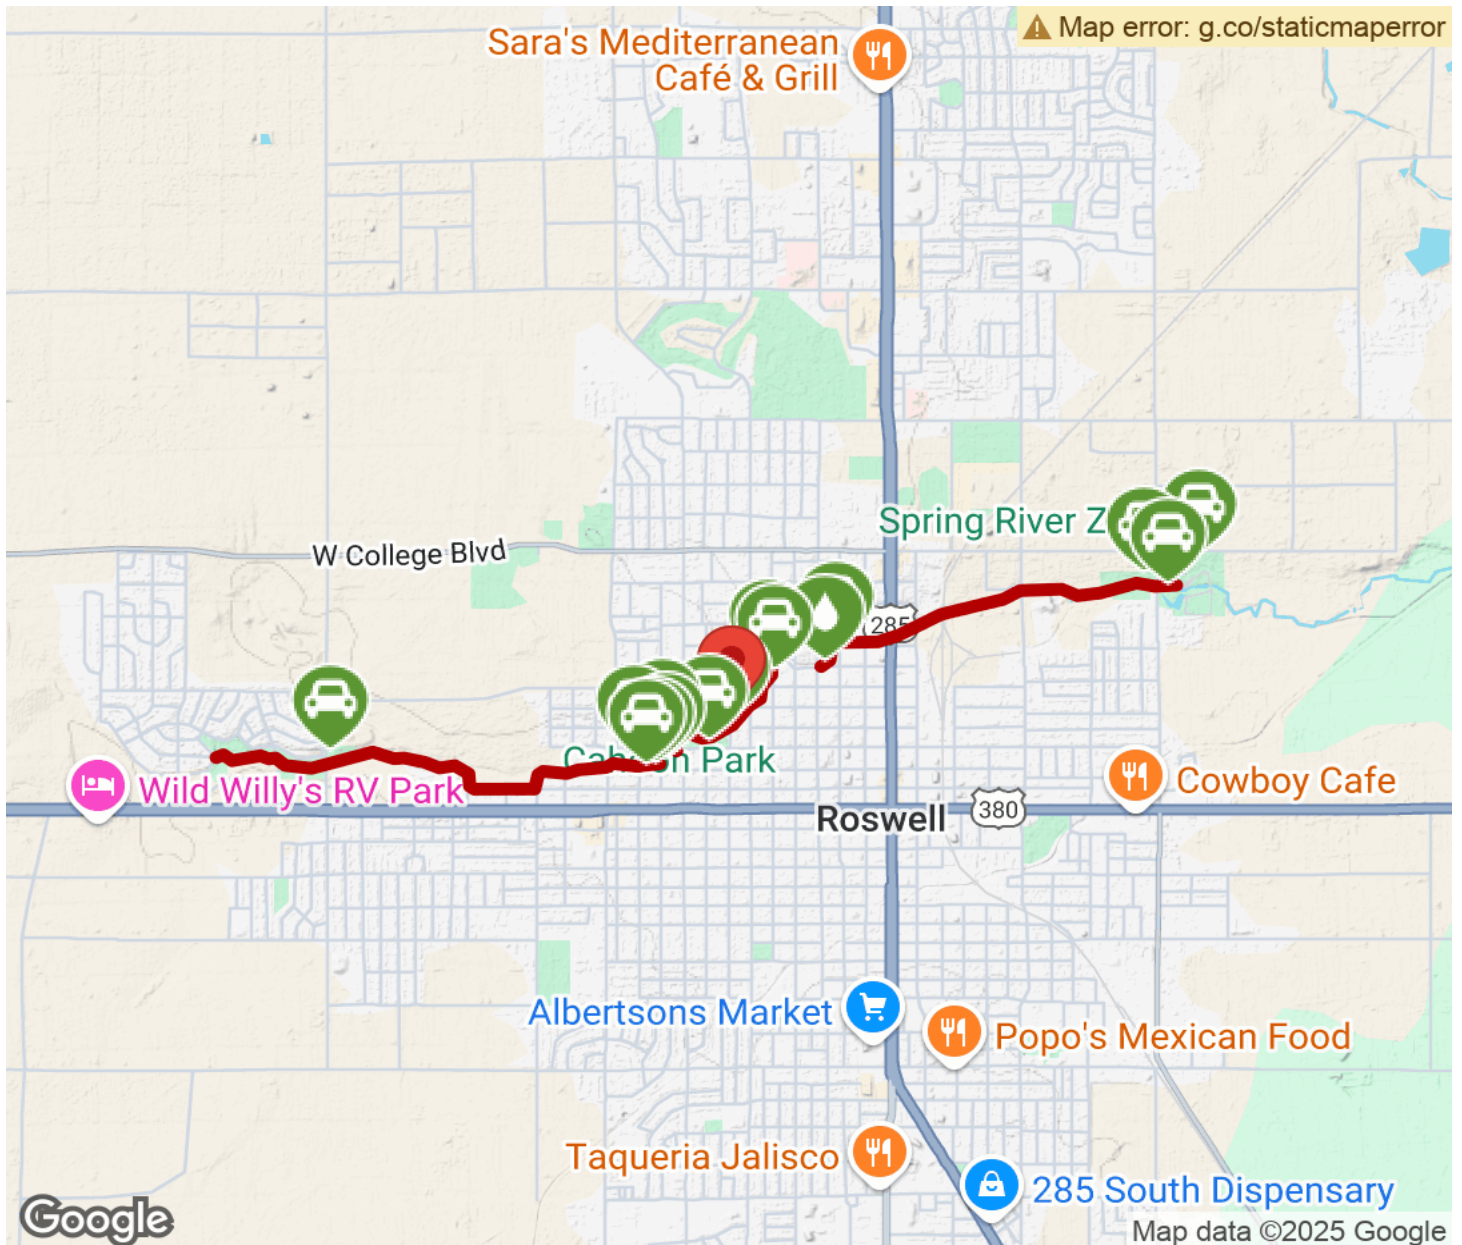 Map error: g.co/staticmaperror
Sara's Mediterranean
Café & Grill
Spring River Z
W College Blvd
285
Cahoon Park
Wild Willy's RV Park
Cowboy Cafe
Roswell
380
Albertsons Market
Popo's Mexican Food
Taqueria Jalisco
285 South Dispensary
Google
Map data ©2025 Google